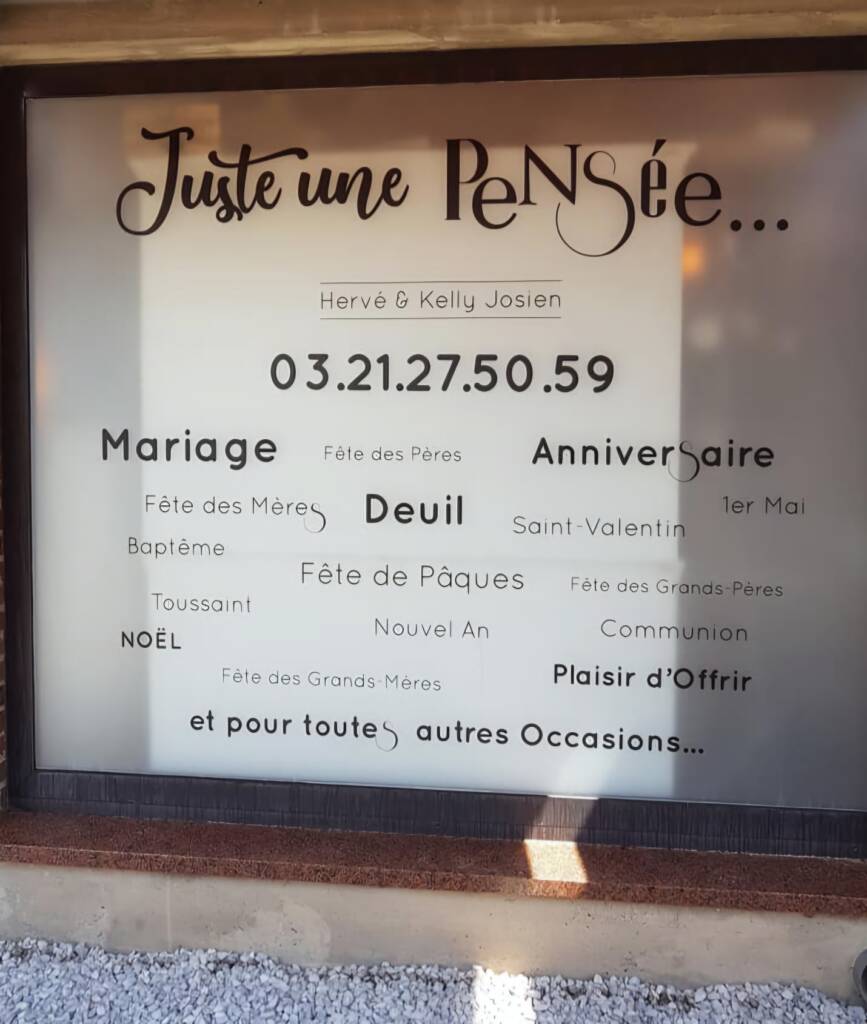 Juste une Pensée...
Hervé & Kelly Josien
03.21.27.50.59
Mariage Fête des Pères Anniversaire
Fête des Mères Deuil Saint-Valentin 1er Mai
Baptême Fête de Pâques Fête des Grands-Pères
Toussaint Nouvel An Communion
NOËL
Fête des Grands-Mères Plaisir d'Offrir
et pour toutes autres Occasions...